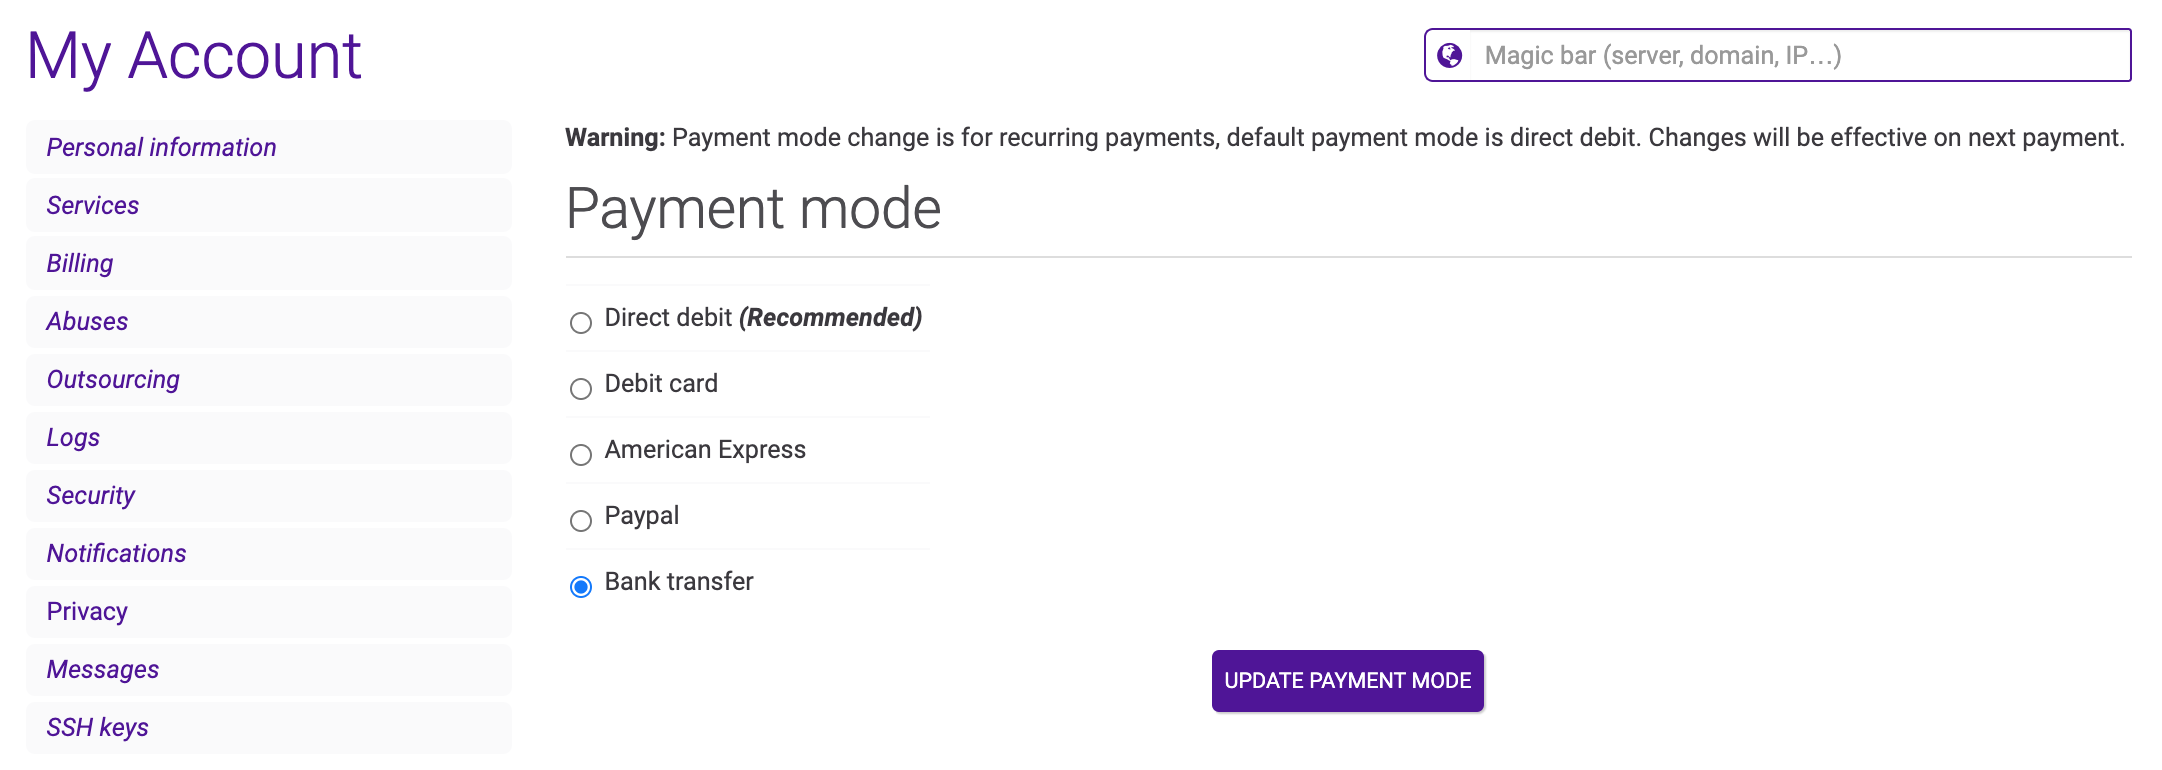 My Account
Magic bar (server, domain, IP…)
Personal information
Services
Billing
Abuses
Outsourcing
Logs
Security
Notifications
Privacy
Messages
SSH keys
Warning: Payment mode change is for recurring payments, default payment mode is direct debit. Changes will be effective on next payment.
Payment mode
Direct debit (Recommended)
Debit card
American Express
Paypal
Bank transfer
UPDATE PAYMENT MODE